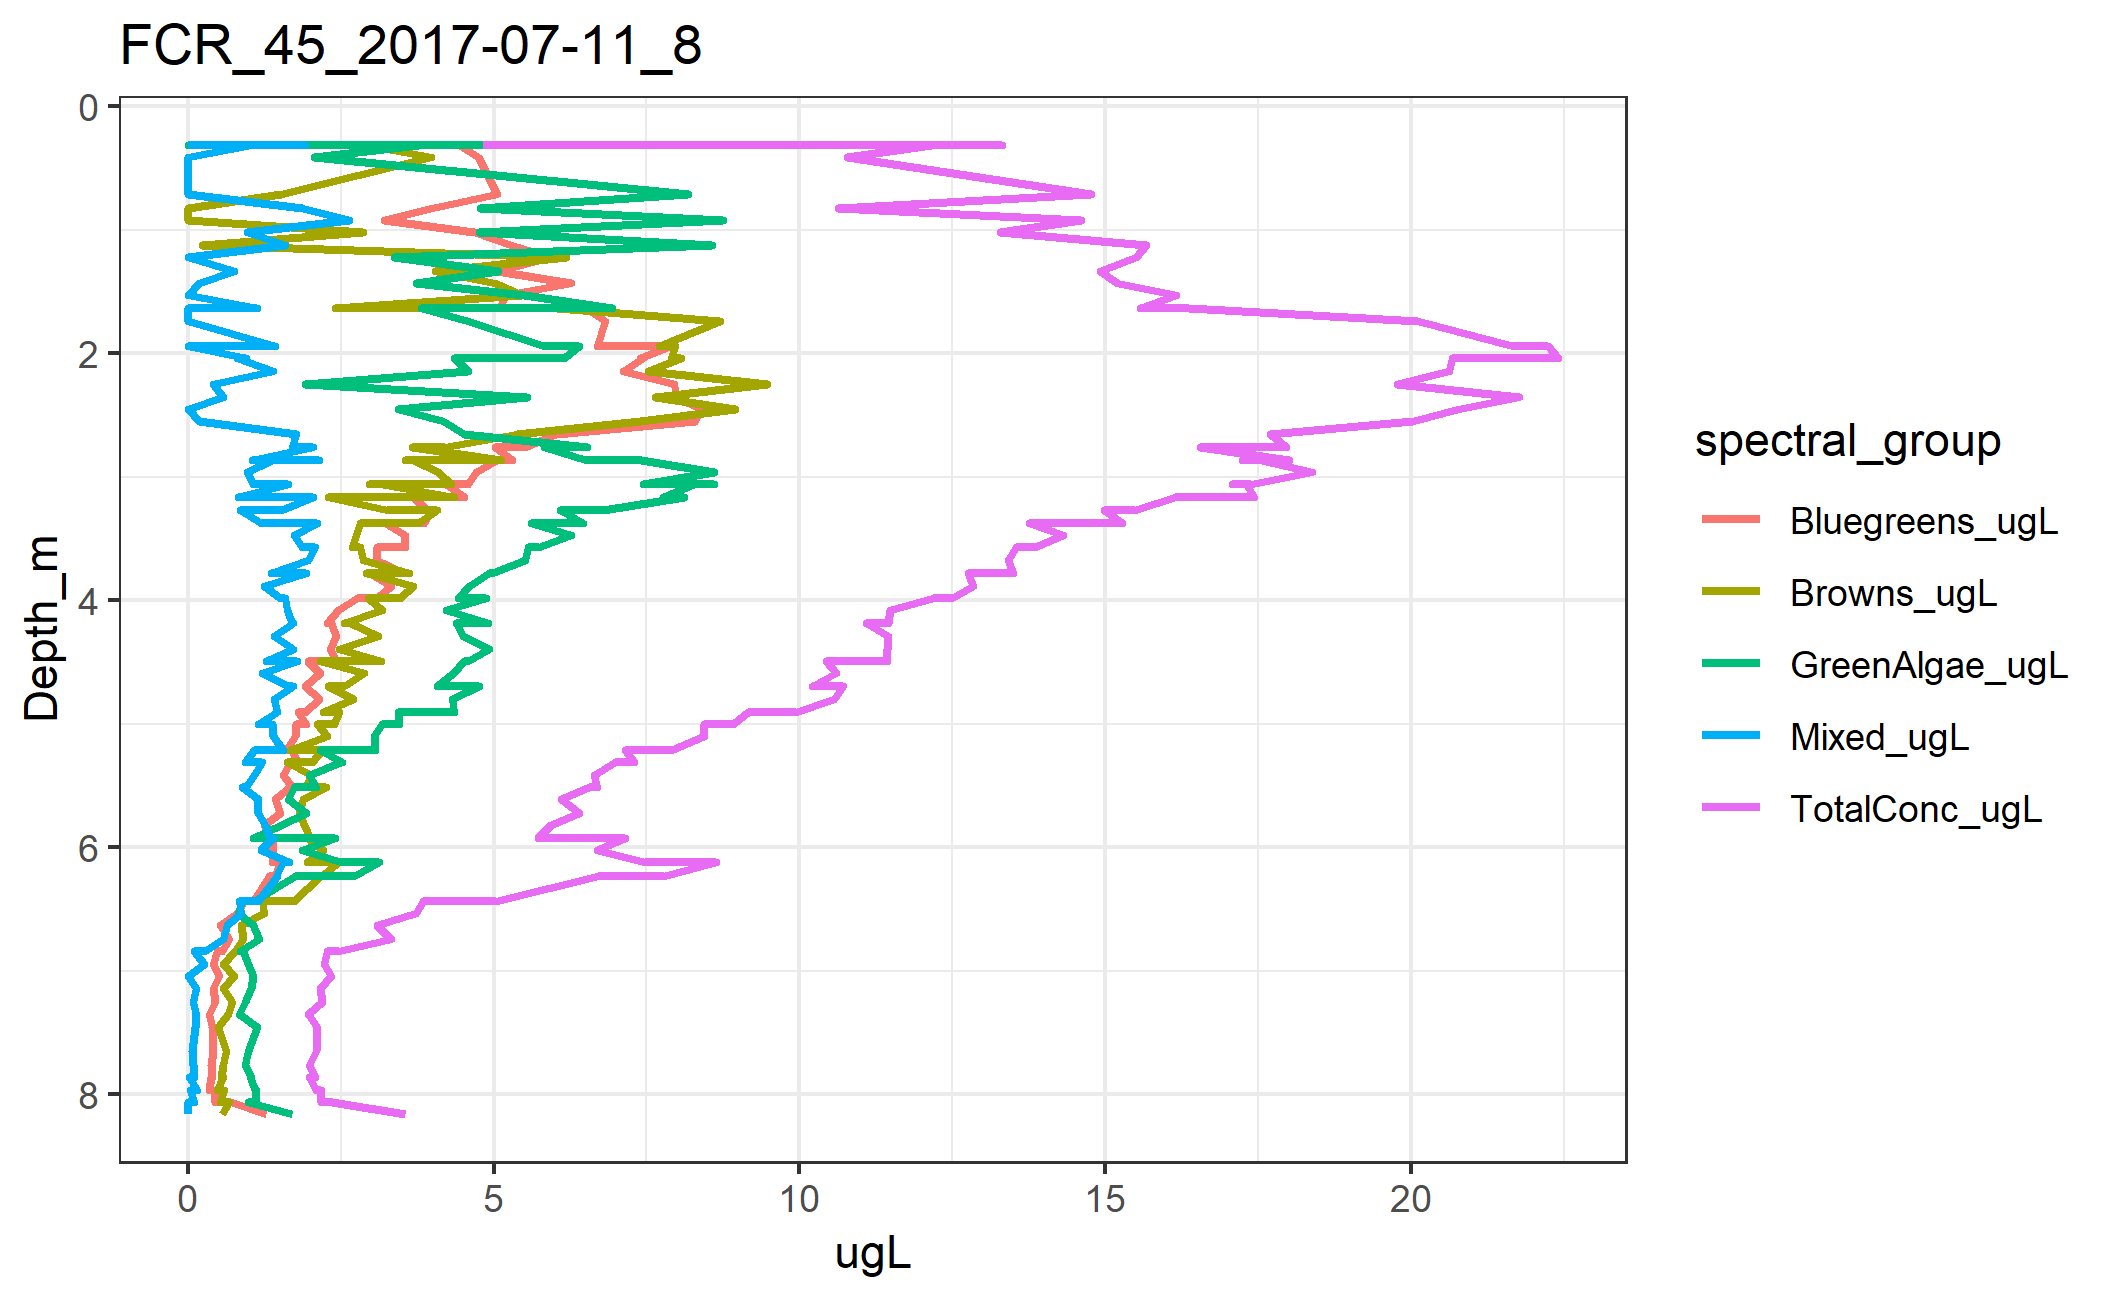 FCR_45_2017-07-11_8
0
2
4
6
8
Depth_m
0 5 10 15 20
ugL
spectral_group
Bluegreens_ugL
Browns_ugL
GreenAlgae_ugL
Mixed_ugL
TotalConc_ugL